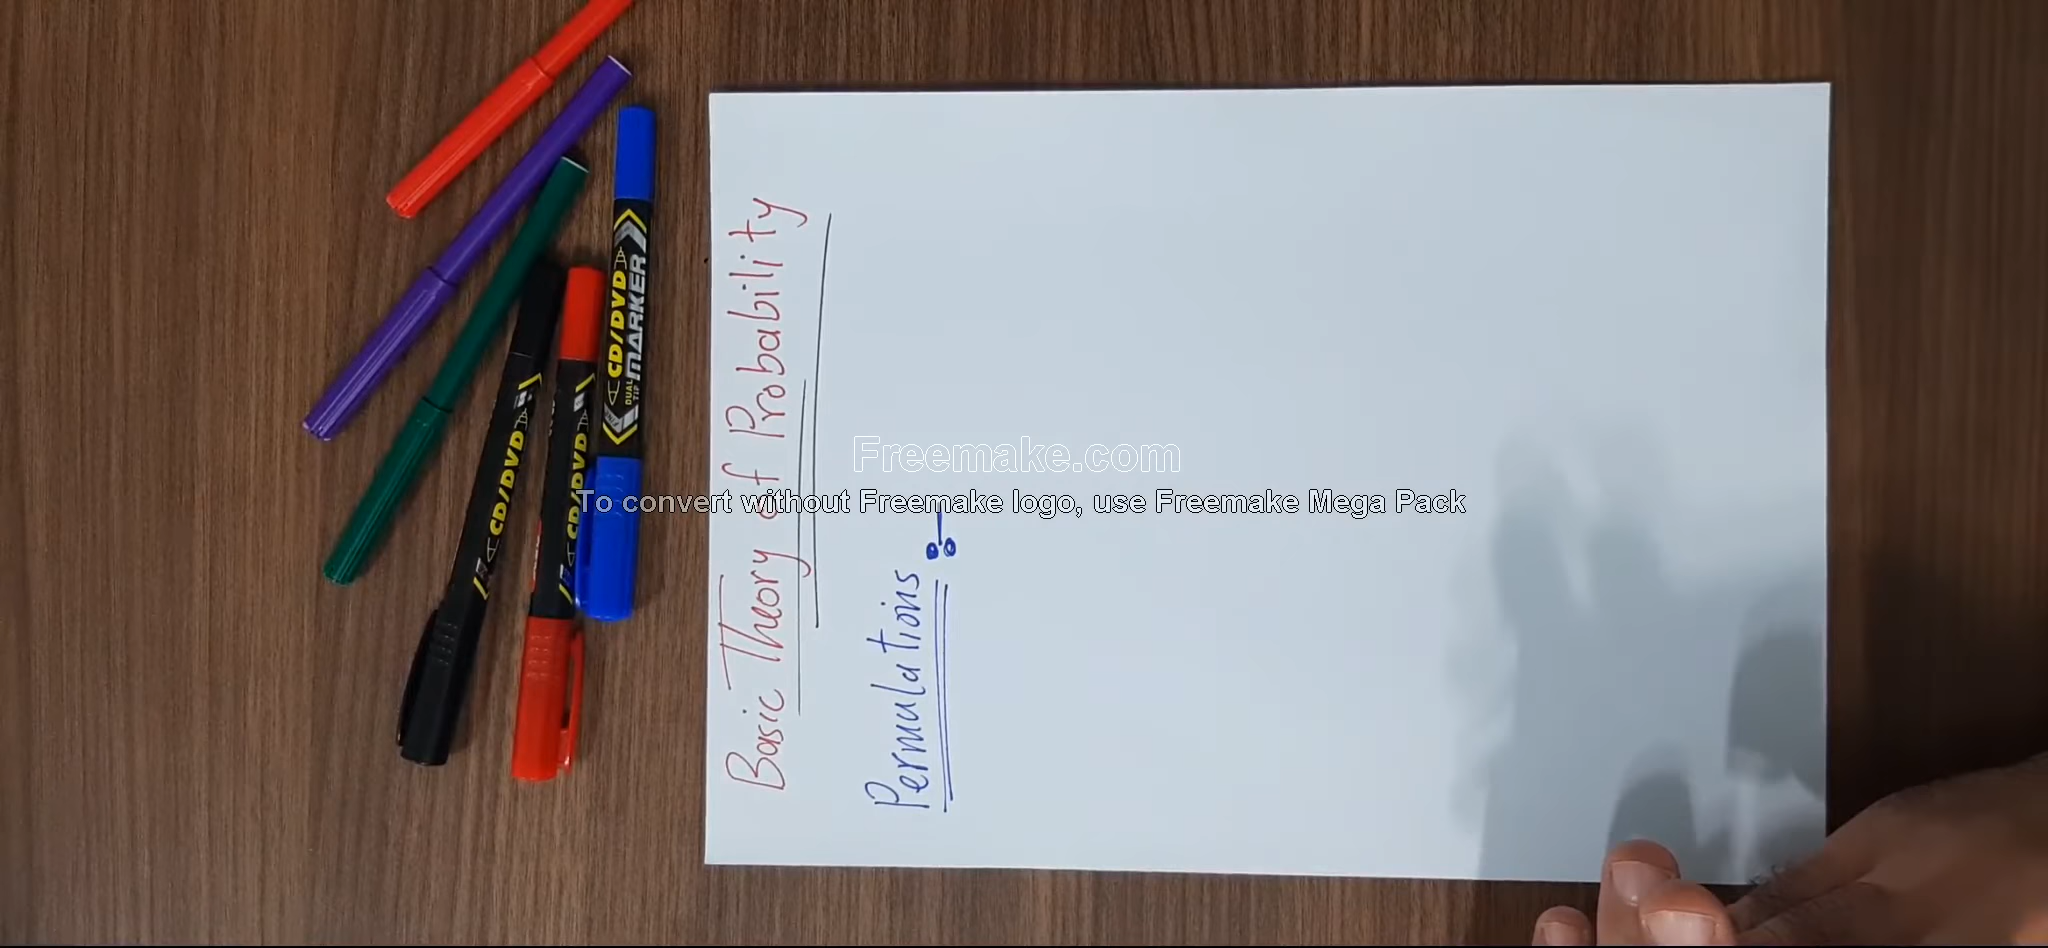 Basic Theory of Probability
Permulations :-
CD/DVD
DUAL TIP MARKER
CD/DVD
CD/DVD
Freemake.com
To convert without Freemake logo, use Freemake Mega Pack